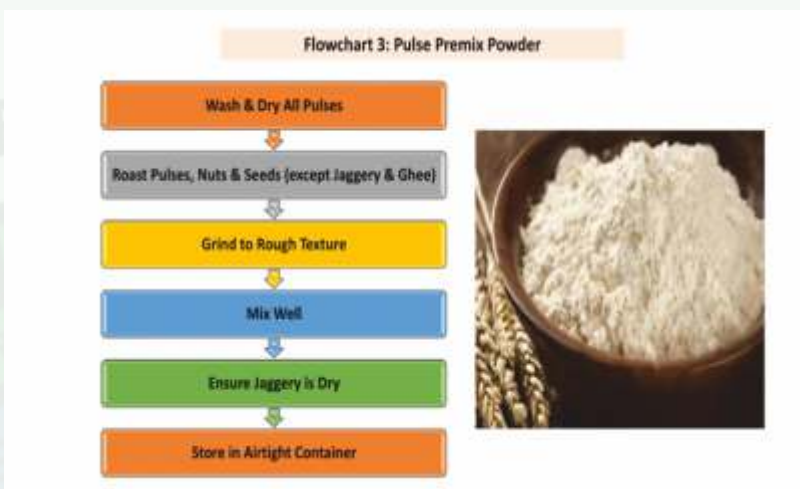 Flowchart 3: Pulse Premix Powder
Wash & Dry All Pulses
Roast Pulses, Nuts & Seeds (except Jaggery & Ghee)
Grind to Rough Texture
Mix Well
Ensure Jaggery is Dry
Store in Airtight Container